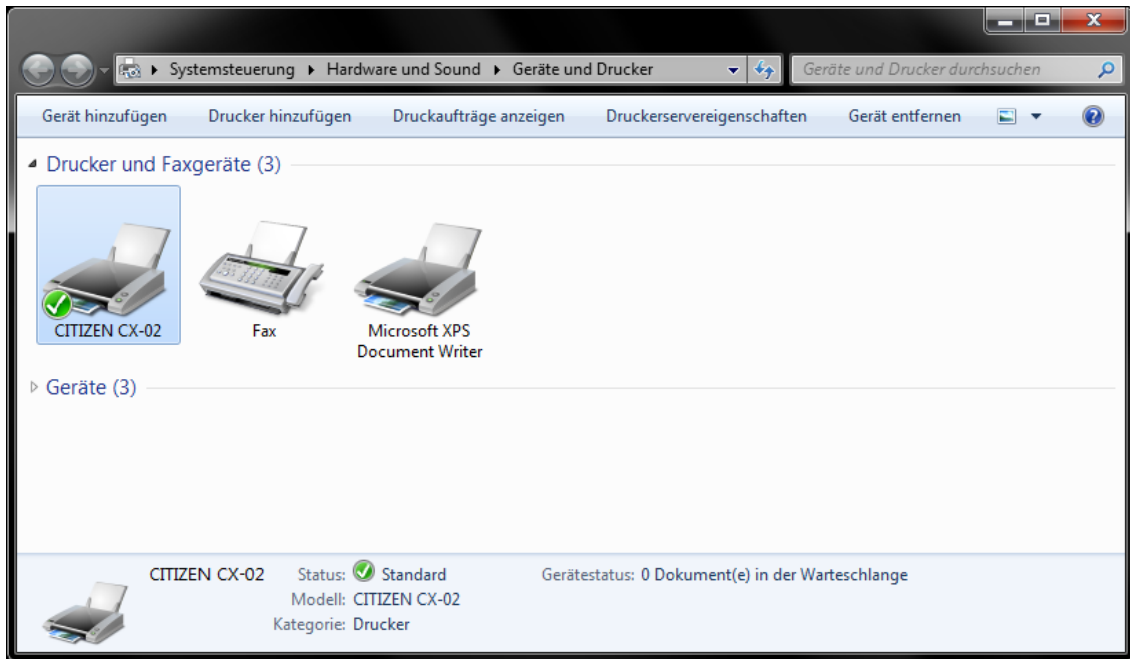 Systemsteuerung Hardware und Sound Geräte und Drucker Geräte und Drucker durchsuchen
Gerät hinzufügen Drucker hinzufügen Druckaufträge anzeigen Druckerservereigenschaften Gerät entfernen
Drucker und Faxgeräte (3)
CITIZEN CX-02 Fax Microsoft XPS
Document Writer
Geräte (3)
CITIZEN CX-02 Status: Standard Gerätestatus: 0 Dokument(e) in der Warteschlange
Modell: CITIZEN CX-02
Kategorie: Drucker